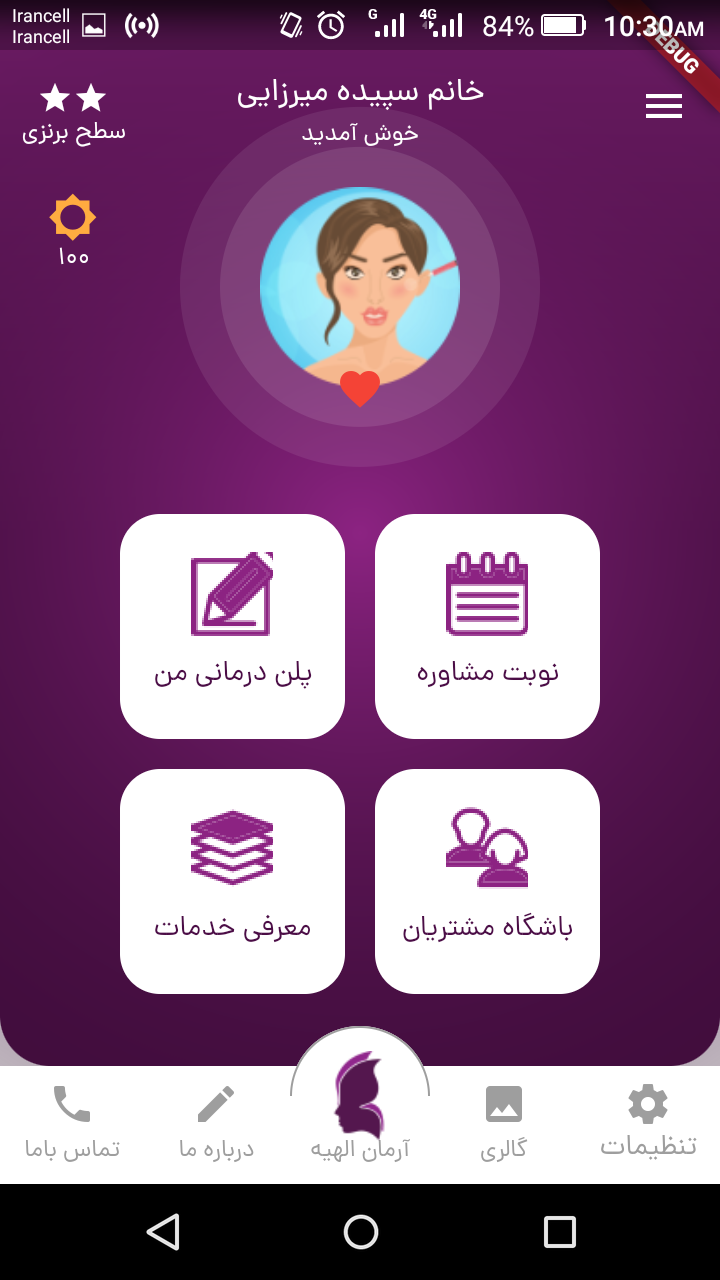 Irancell
Irancell
G
4G
84%
10:30AM
DEBUG
خانم سپیده میرزایی
خوش آمدید
سطح برنزی
۱۰۰
نوبت مشاوره
پلن درمانی من
باشگاه مشتریان
معرفی خدمات
تنظیمات
گالری
آرمان الهیه
درباره ما
تماس باما